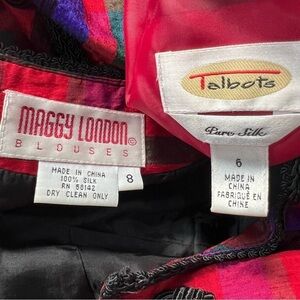 MAGGY LONDON©
BLOUSES
MADE IN CHINA
100% SILK
RN 58142
DRY CLEAN ONLY
8
Talbots
Pure Silk
6
MADE IN
CHINA
FABRIQUÉ EN
CHINE